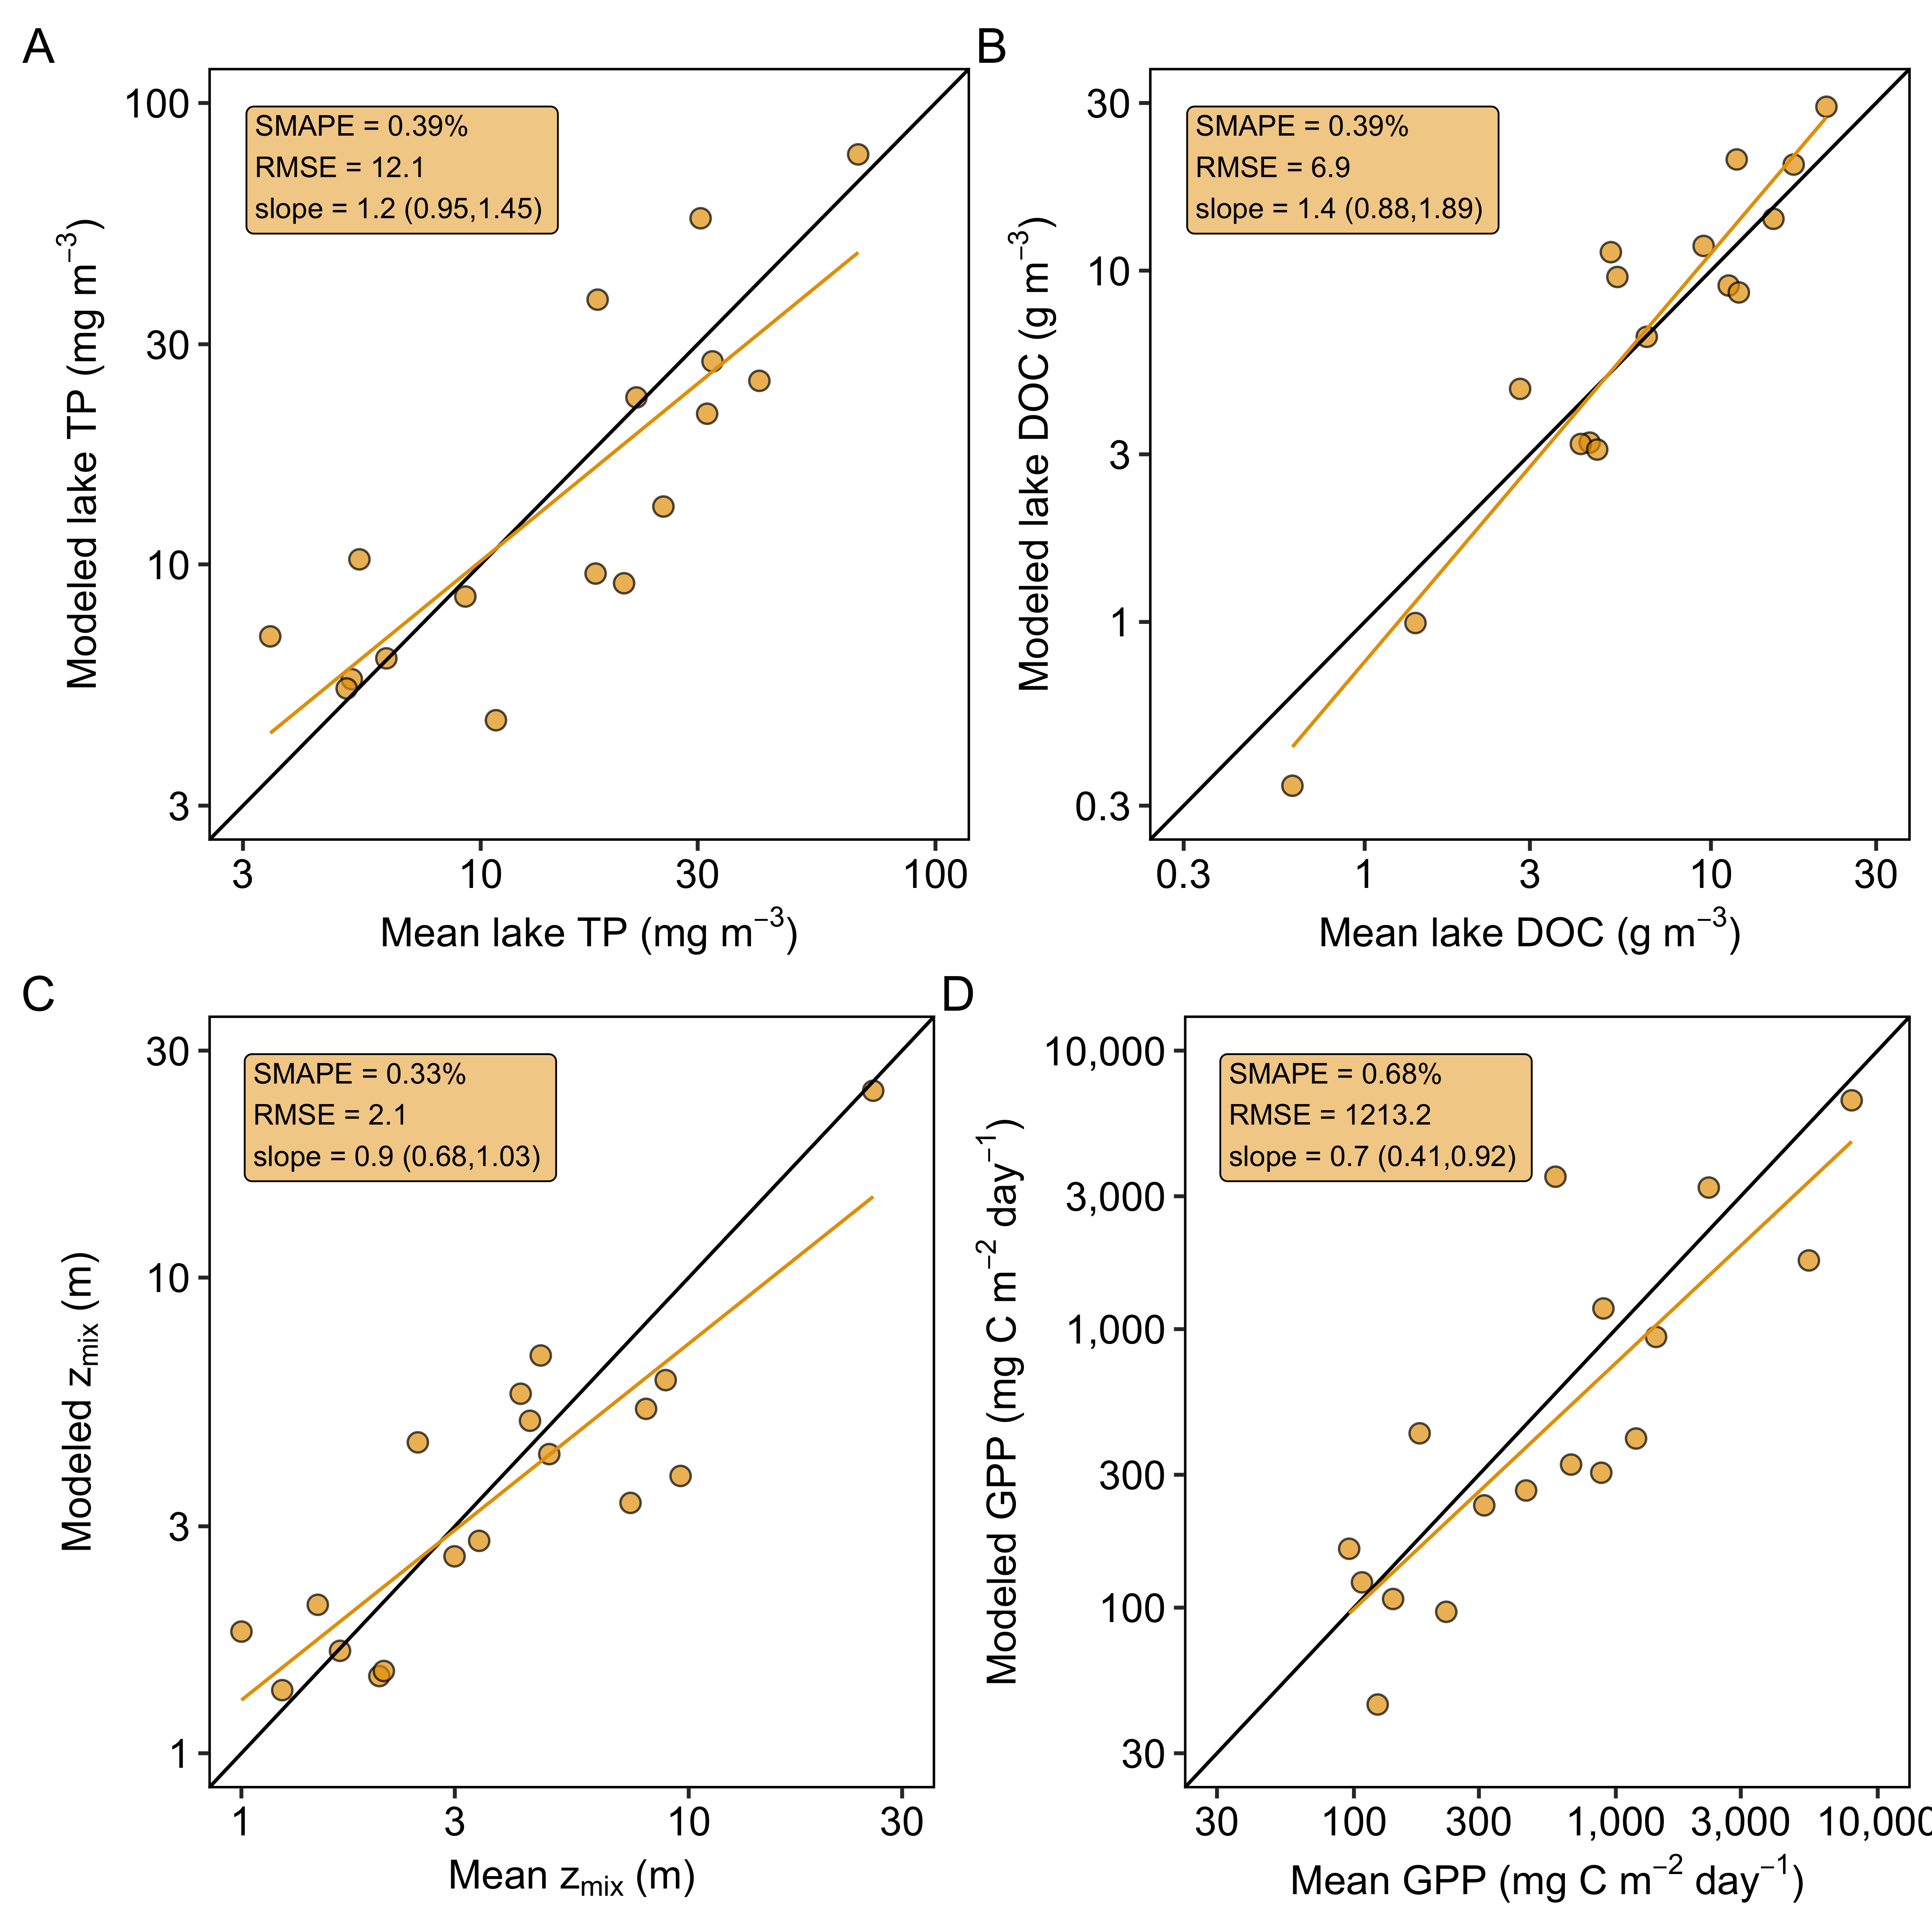 A
SMAPE = 0.39%
RMSE = 12.1
slope = 1.2 (0.95,1.45)
100
30
10
3
3
10
30
100
Modeled lake TP (mg m⁻³)
Mean lake TP (mg m⁻³)
B
SMAPE = 0.39%
RMSE = 6.9
slope = 1.4 (0.88,1.89)
30
10
3
1
0.3
0.3
1
3
10
30
Modeled lake DOC (g m⁻³)
Mean lake DOC (g m⁻³)
C
SMAPE = 0.33%
RMSE = 2.1
slope = 0.9 (0.68,1.03)
30
10
3
1
1
3
10
30
Modeled zmix (m)
Mean zmix (m)
D
SMAPE = 0.68%
RMSE = 1213.2
slope = 0.7 (0.41,0.92)
10,000
3,000
1,000
300
100
30
30
100
300
1,000
3,000
10,000
Modeled GPP (mg C m⁻² day⁻¹)
Mean GPP (mg C m⁻² day⁻¹)